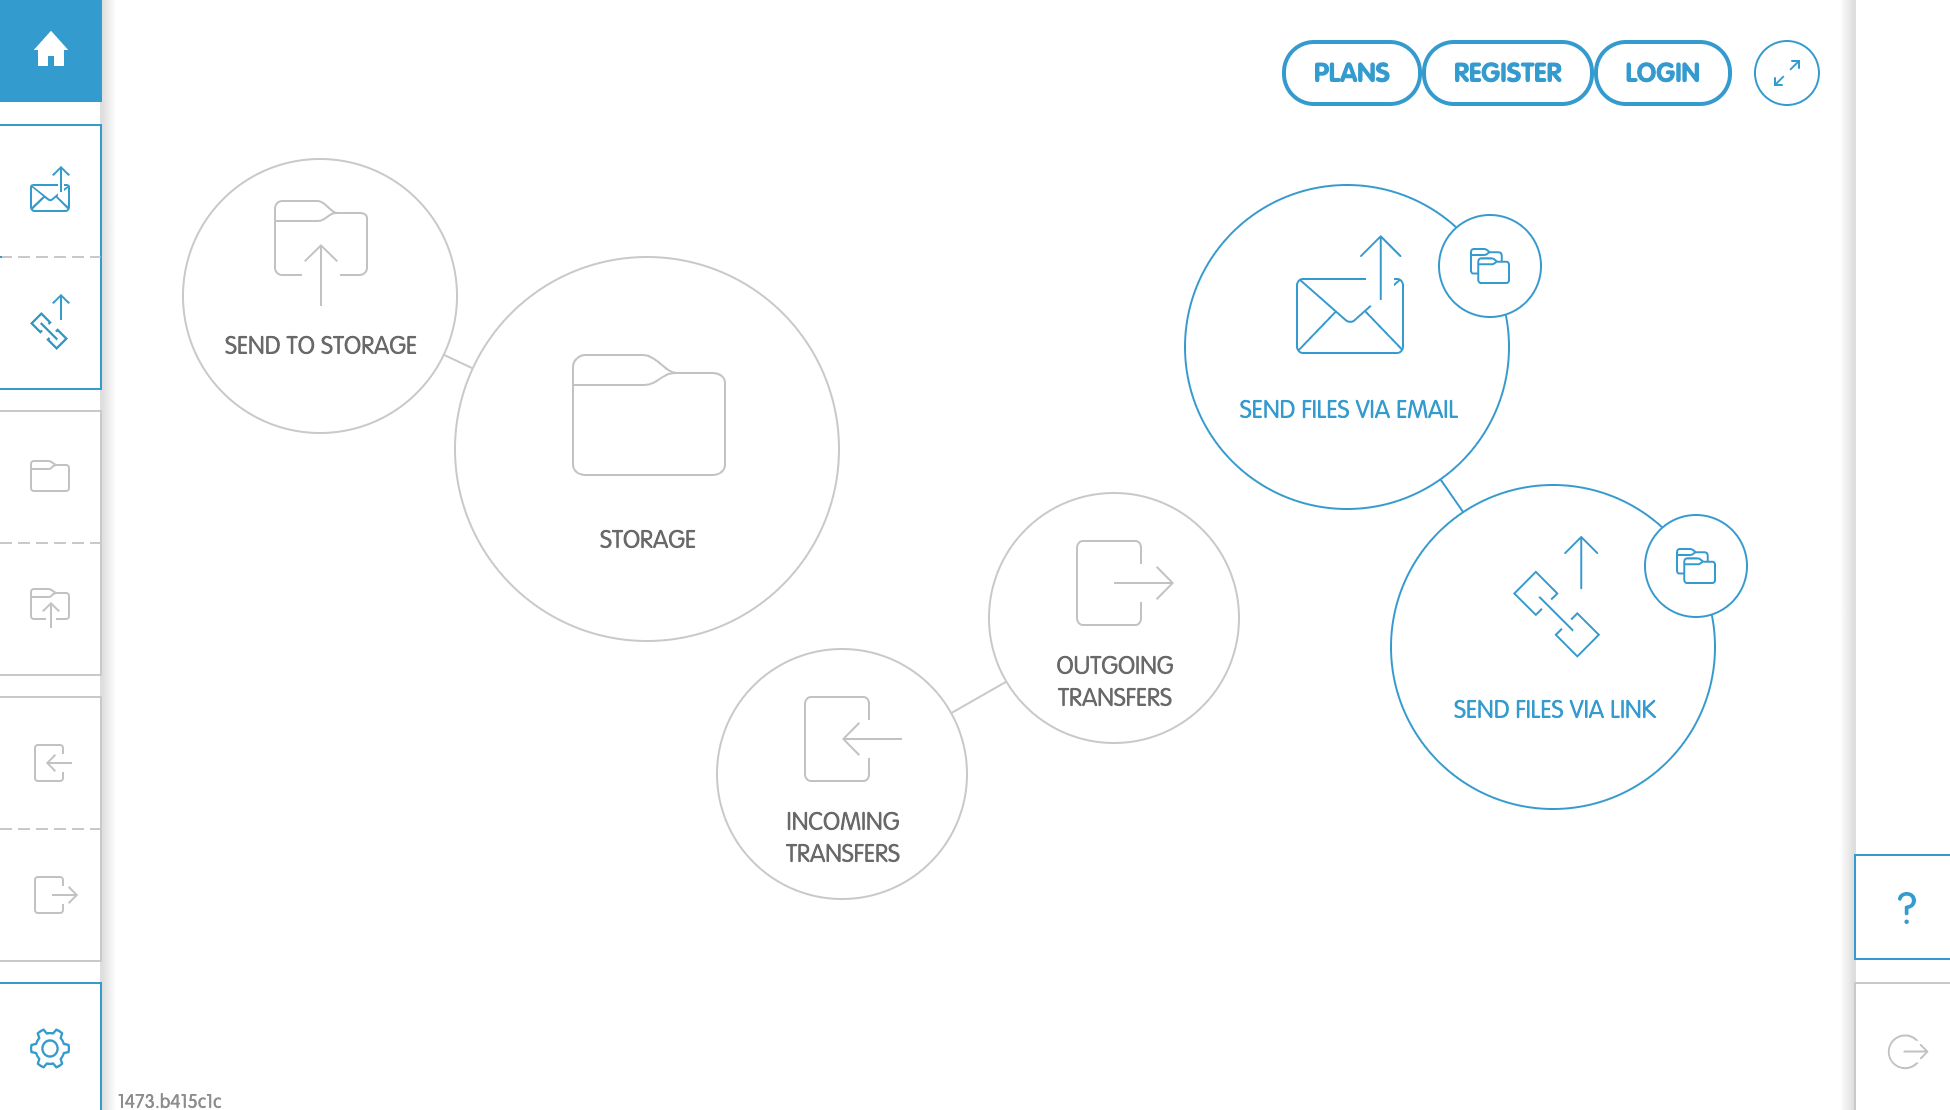 PLANS
REGISTER
LOGIN
SEND TO STORAGE
STORAGE
SEND FILES VIA EMAIL
OUTGOING
TRANSFERS
SEND FILES VIA LINK
INCOMING
TRANSFERS
?
1473.b415c1c